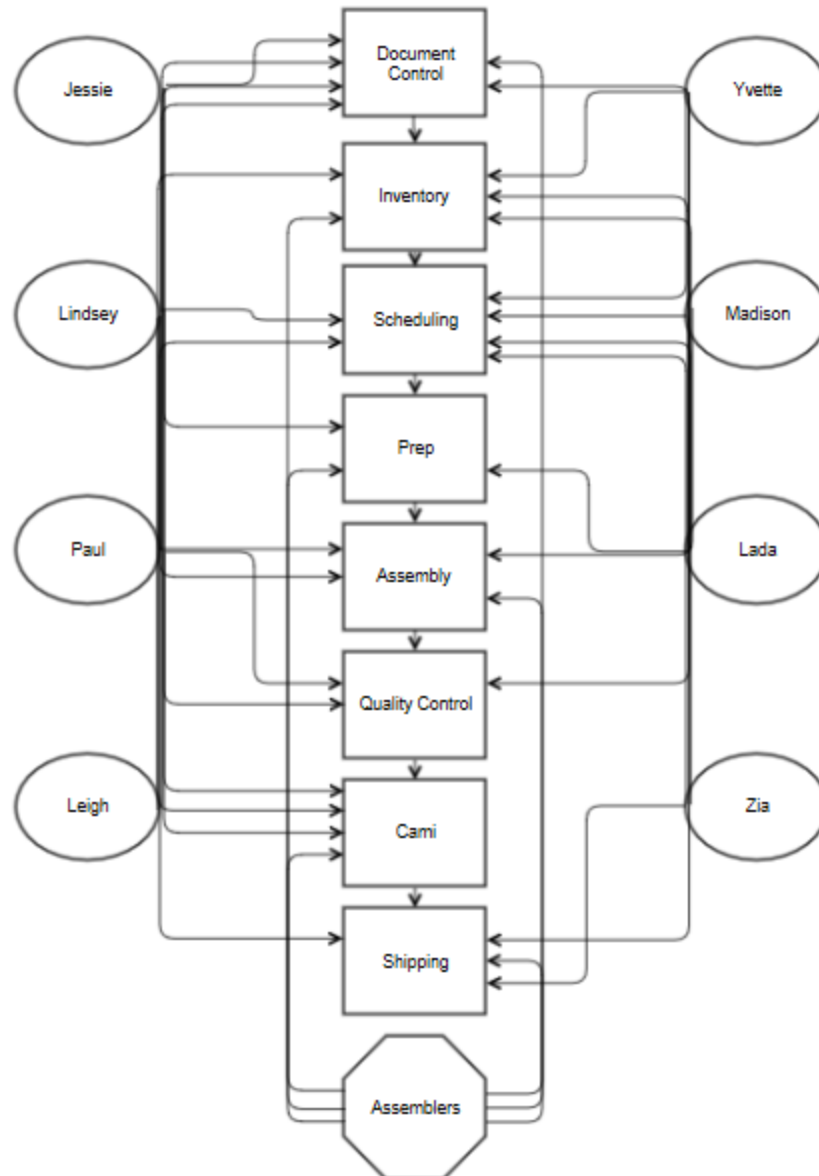 Document
Control
Jessie
Yvette
Inventory
Lindsey
Scheduling
Madison
Prep
Paul
Assembly
Lada
Quality Control
Leigh
Cami
Zia
Shipping
Assemblers